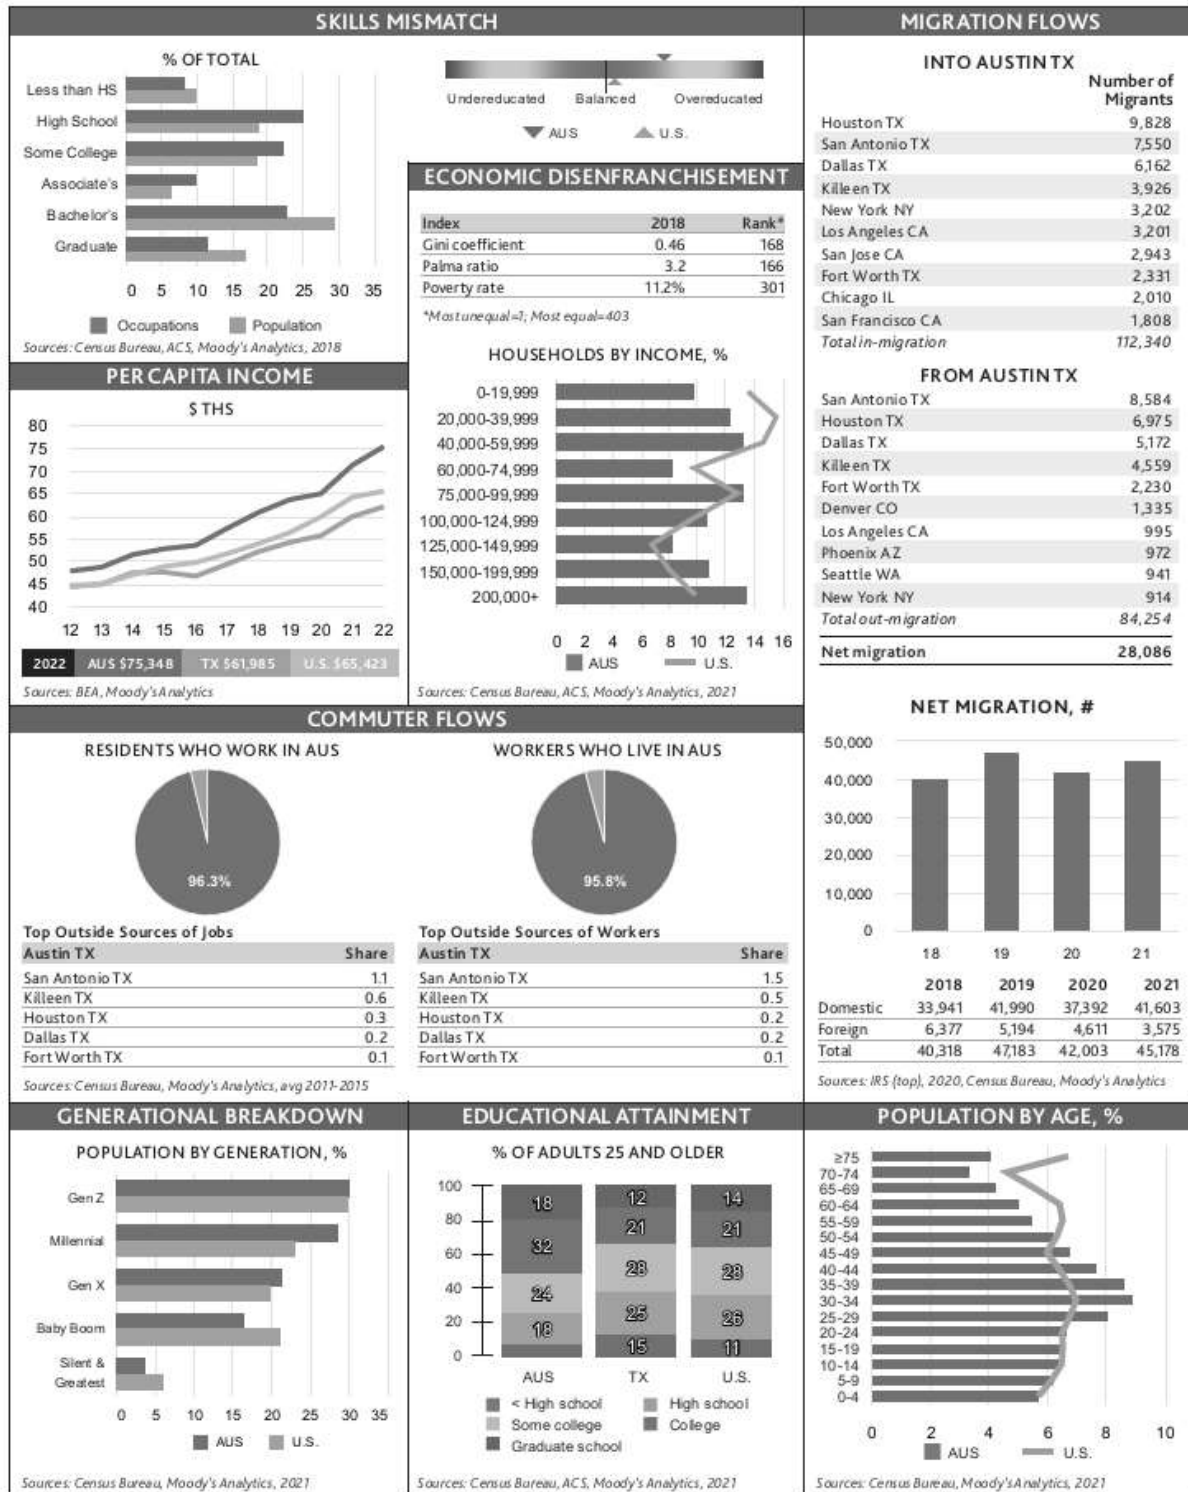 SKILLS MISMATCH
% OF TOTAL
Less than HS
High School
Some College
Associate's
Bachelor's
Graduate
0 5 10 15 20 25 30 35
Occupations Population
Sources: Census Bureau, ACS, Moody's Analytics, 2018
Undereducated Balanced Overeducated
AUS U.S.
PER CAPITA INCOME
$ THS
80
75
70
65
60
55
50
45
40
12 13 14 15 16 17 18 19 20 21 22
2022 AUS $75,348 TX $61,985 U.S. $65,423
Sources: BEA, Moody's Analytics
ECONOMIC DISENFRANCHISEMENT
Index 2018 Rank*
Gini coefficient 0.46 168
Palma ratio 3.2 166
Poverty rate 11.2% 301
*Most unequal=1; Most equal=403
HOUSEHOLDS BY INCOME, %
0-19,999
20,000-39,999
40,000-59,999
60,000-74,999
75,000-99,999
100,000-124,999
125,000-149,999
150,000-199,999
200,000+
0 2 4 6 8 10 12 14 16
AUS U.S.
Sources: Census Bureau, ACS, Moody's Analytics, 2021
MIGRATION FLOWS
INTO AUSTIN TX
Number of
Migrants
Houston TX 9,828
San Antonio TX 7,550
Dallas TX 6,162
Killeen TX 3,926
New York NY 3,202
Los Angeles CA 3,201
San Jose CA 2,943
Fort Worth TX 2,331
Chicago IL 2,010
San Francisco CA 1,808
Total in-migration 112,340
FROM AUSTIN TX
San Antonio TX 8,584
Houston TX 6,975
Dallas TX 5,172
Killeen TX 4,559
Fort Worth TX 2,230
Denver CO 1,335
Los Angeles CA 995
Phoenix AZ 972
Seattle WA 941
New York NY 914
Total out-migration 84,254
Net migration 28,086
NET MIGRATION, #
50,000
40,000
30,000
20,000
10,000
0
18 19 20 21
2018 2019 2020 2021
Domestic 33,941 41,990 37,392 41,603
Foreign 6,377 5,194 4,611 3,575
Total 40,318 47,183 42,003 45,178
Sources: IRS (top), 2020, Census Bureau, Moody's Analytics
COMMUTER FLOWS
RESIDENTS WHO WORK IN AUS
96.3%
Top Outside Sources of Jobs
Austin TX Share
San Antonio TX 1.1
Killeen TX 0.6
Houston TX 0.3
Dallas TX 0.2
Fort Worth TX 0.1
Sources: Census Bureau, Moody's Analytics, avg 2011-2015
WORKERS WHO LIVE IN AUS
95.8%
Top Outside Sources of Workers
Austin TX Share
San Antonio TX 1.5
Killeen TX 0.5
Houston TX 0.2
Dallas TX 0.2
Fort Worth TX 0.1
GENERATIONAL BREAKDOWN
POPULATION BY GENERATION, %
Gen Z
Millennial
Gen X
Baby Boom
Silent &
Greatest
0 5 10 15 20 25 30 35
AUS U.S.
Sources: Census Bureau, Moody's Analytics, 2021
EDUCATIONAL ATTAINMENT
% OF ADULTS 25 AND OLDER
100
80
60
40
20
0
18 12 14
32 21 21
24 28 28
18 25 26
15 11
AUS TX U.S.
< High school High school
Some college College
Graduate school
Sources: Census Bureau, ACS, Moody's Analytics, 2021
POPULATION BY AGE, %
≥75
70-74
65-69
60-64
55-59
50-54
45-49
40-44
35-39
30-34
25-29
20-24
15-19
10-14
5-9
0-4
0 2 4 6 8 10
AUS U.S.
Sources: Census Bureau, Moody's Analytics, 2021